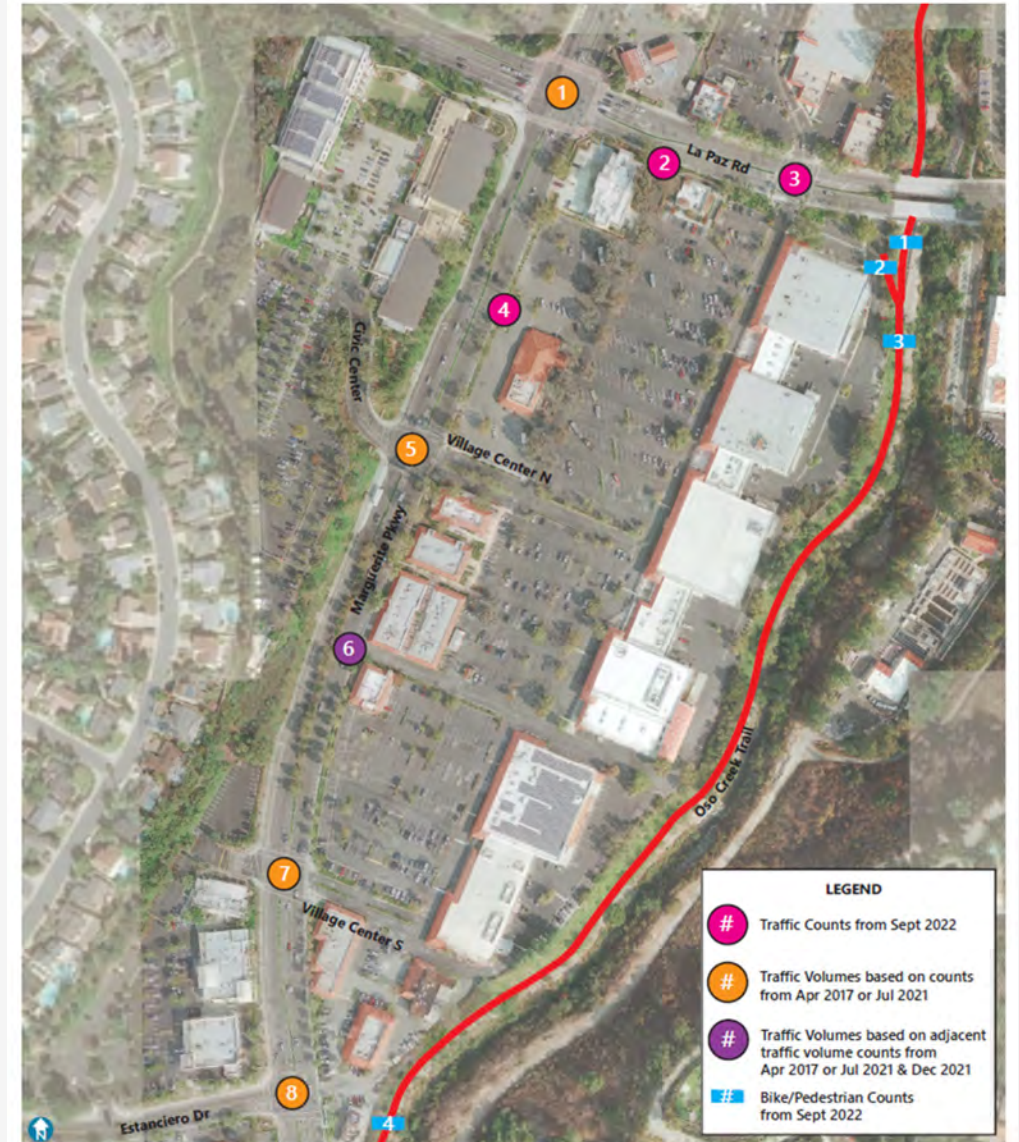 1
2
La Paz Rd
3
1
2
4
3
Civic Center
5
Village Center N
Marguerite Pkwy
6
Oso Creek Trail
7
Village Center S
LEGEND
# Traffic Counts from Sept 2022
# Traffic Volumes based on counts
from Apr 2017 or Jul 2021
# Traffic Volumes based on adjacent
traffic volume counts from
Apr 2017 or Jul 2021 & Dec 2021
# Bike/Pedestrian Counts
from Sept 2022
8
Estanciero Dr
4
N